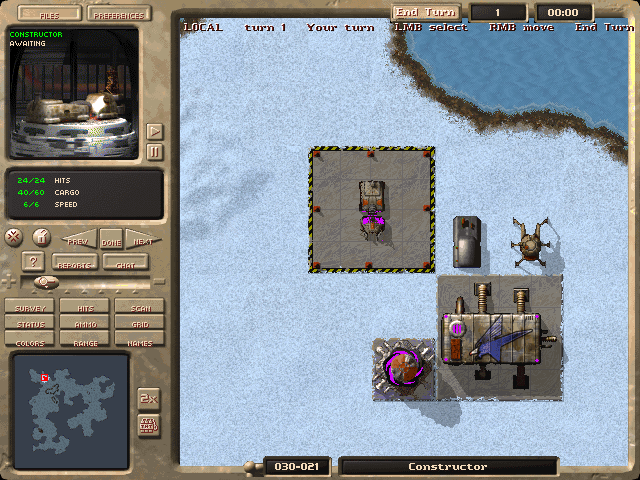 FILES PREFERENCES
End Turn 1 00:00
LOCAL turn 1 Your turn LMB select RMB move End Turn
CONSTRUCTOR
AWAITING
24/24 HITS
40/60 CARGO
6/6 SPEED
PREV DONE NEXT
? REPORTS CHAT
SURVEY HITS SCAN
STATUS AMMO GRID
COLORS RANGE NAMES
2x
030-021 Constructor